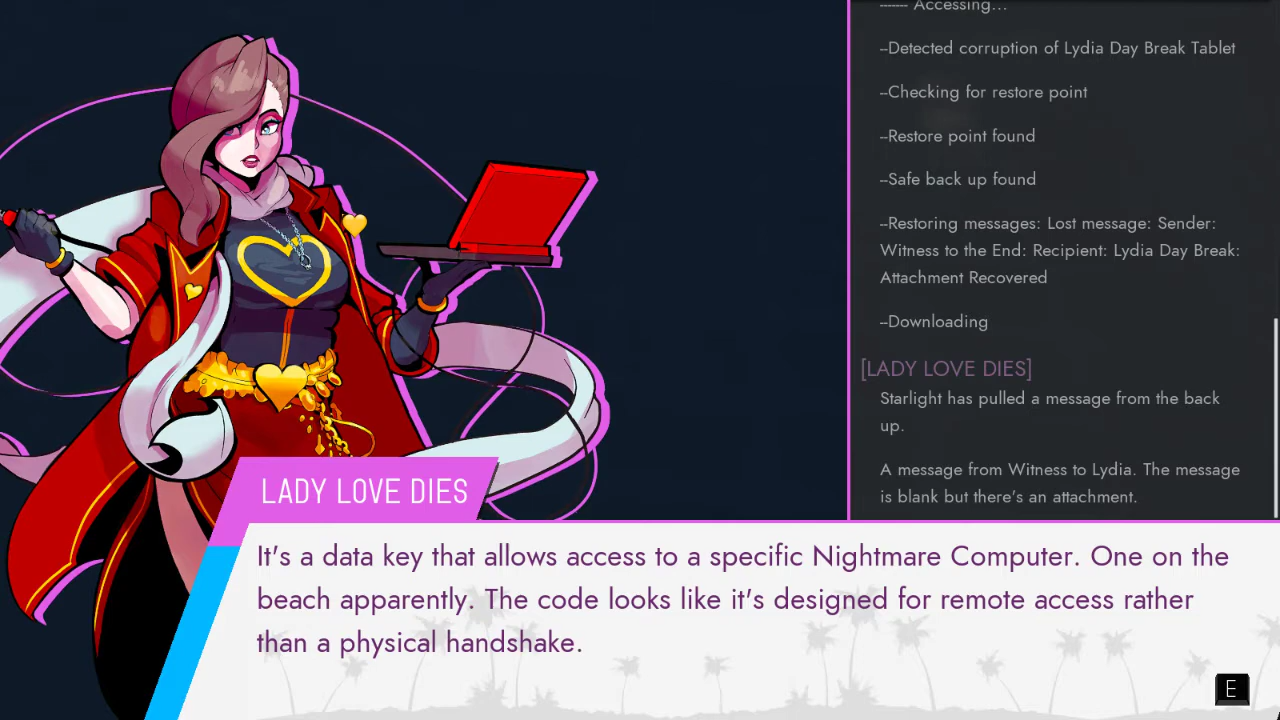 ------- Accessing...
--Detected corruption of Lydia Day Break Tablet
--Checking for restore point
--Restore point found
--Safe back up found
--Restoring messages: Lost message: Sender:
Witness to the End: Recipient: Lydia Day Break:
Attachment Recovered
--Downloading
[LADY LOVE DIES]
Starlight has pulled a message from the back
up.
A message from Witness to Lydia. The message
is blank but there's an attachment.
LADY LOVE DIES
It's a data key that allows access to a specific Nightmare Computer. One on the
beach apparently. The code looks like it's designed for remote access rather
than a physical handshake.
E